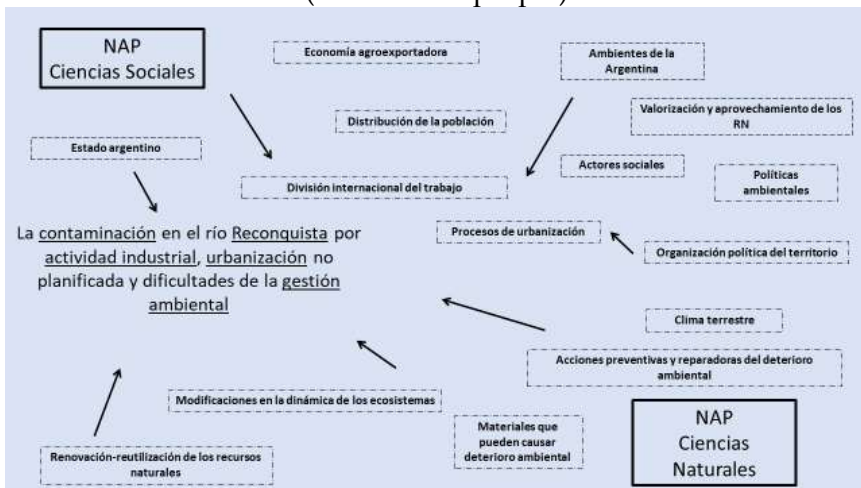 NAP
Ciencias Sociales
Economía agroexportadora
Ambientes de la
Argentina
Valorización y aprovechamiento de los
RN
Distribución de la población
Estado argentino
Actores sociales
Políticas
ambientales
División internacional del trabajo
La contaminación en el río Reconquista por
actividad industrial, urbanización no
planificada y dificultades de la gestión
ambiental
Procesos de urbanización
Organización política del territorio
Clima terrestre
Acciones preventivas y reparadoras del deterioro
ambiental
Modificaciones en la dinámica de los ecosistemas
Materiales que
pueden causar
deterioro ambiental
NAP
Ciencias
Naturales
Renovación-reutilización de los recursos
naturales